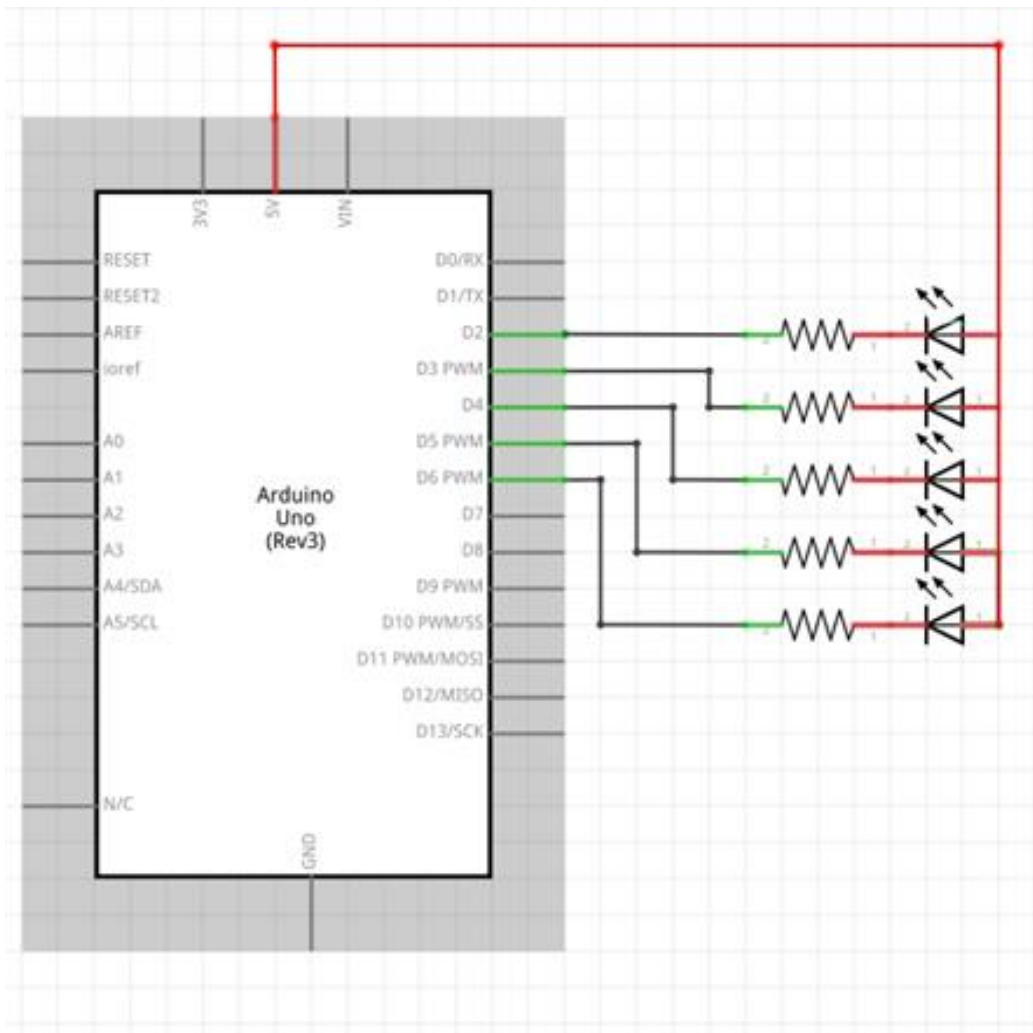 3V3
5V
VIN
RESET
RESET2
AREF
ioref
A0
A1
A2
A3
A4/SDA
A5/SCL
N/C
Arduino
Uno
(Rev3)
D0/RX
D1/TX
D2
D3 PWM
D4
D5 PWM
D6 PWM
D7
D8
D9 PWM
D10 PWM/SS
D11 PWM/MOSI
D12/MISO
D13/SCK
GND